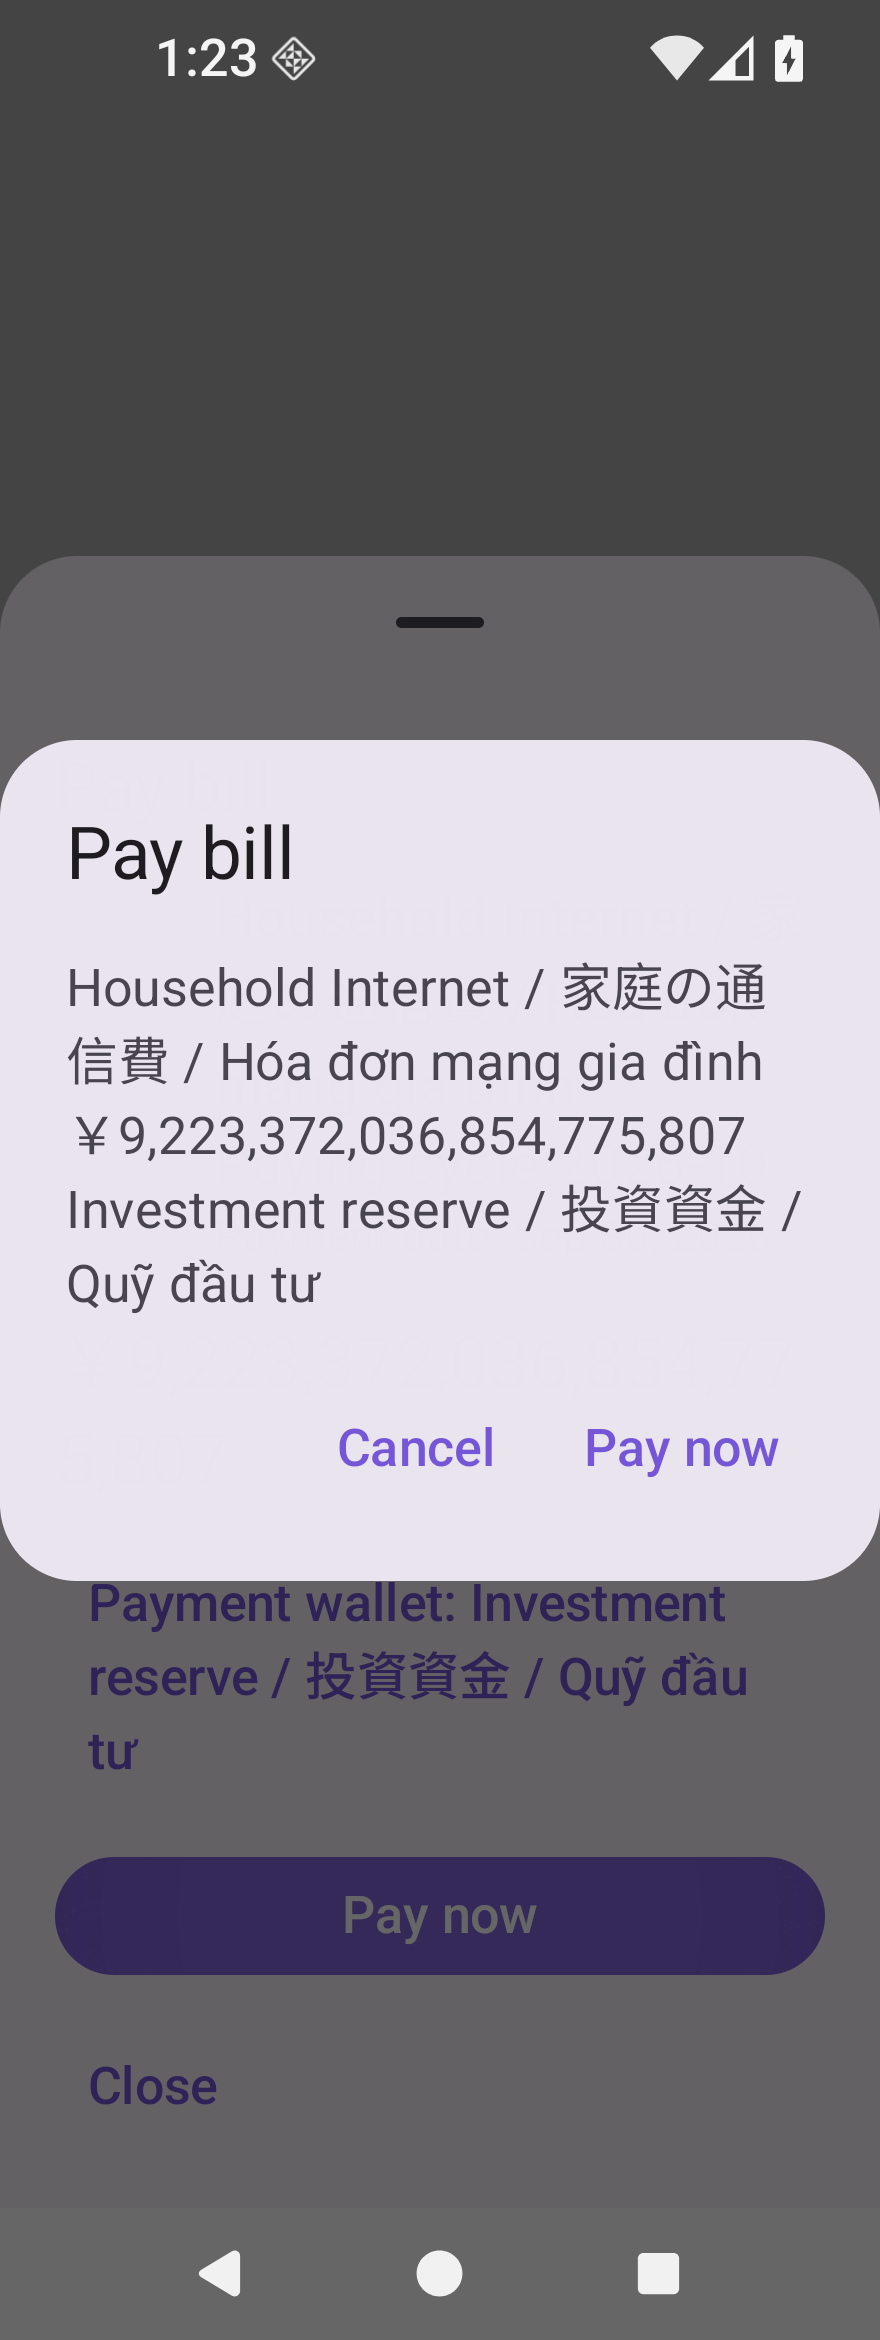 1:23
Pay bill
Household Internet / 家庭の通
信費 / Hóa đơn mạng gia đình
￥9,223,372,036,854,775,807
Investment reserve / 投資資金 /
Quỹ đầu tư
Cancel
Pay now
Payment wallet: Investment
reserve / 投資資金 / Quỹ đầu
tư
Pay now
Close